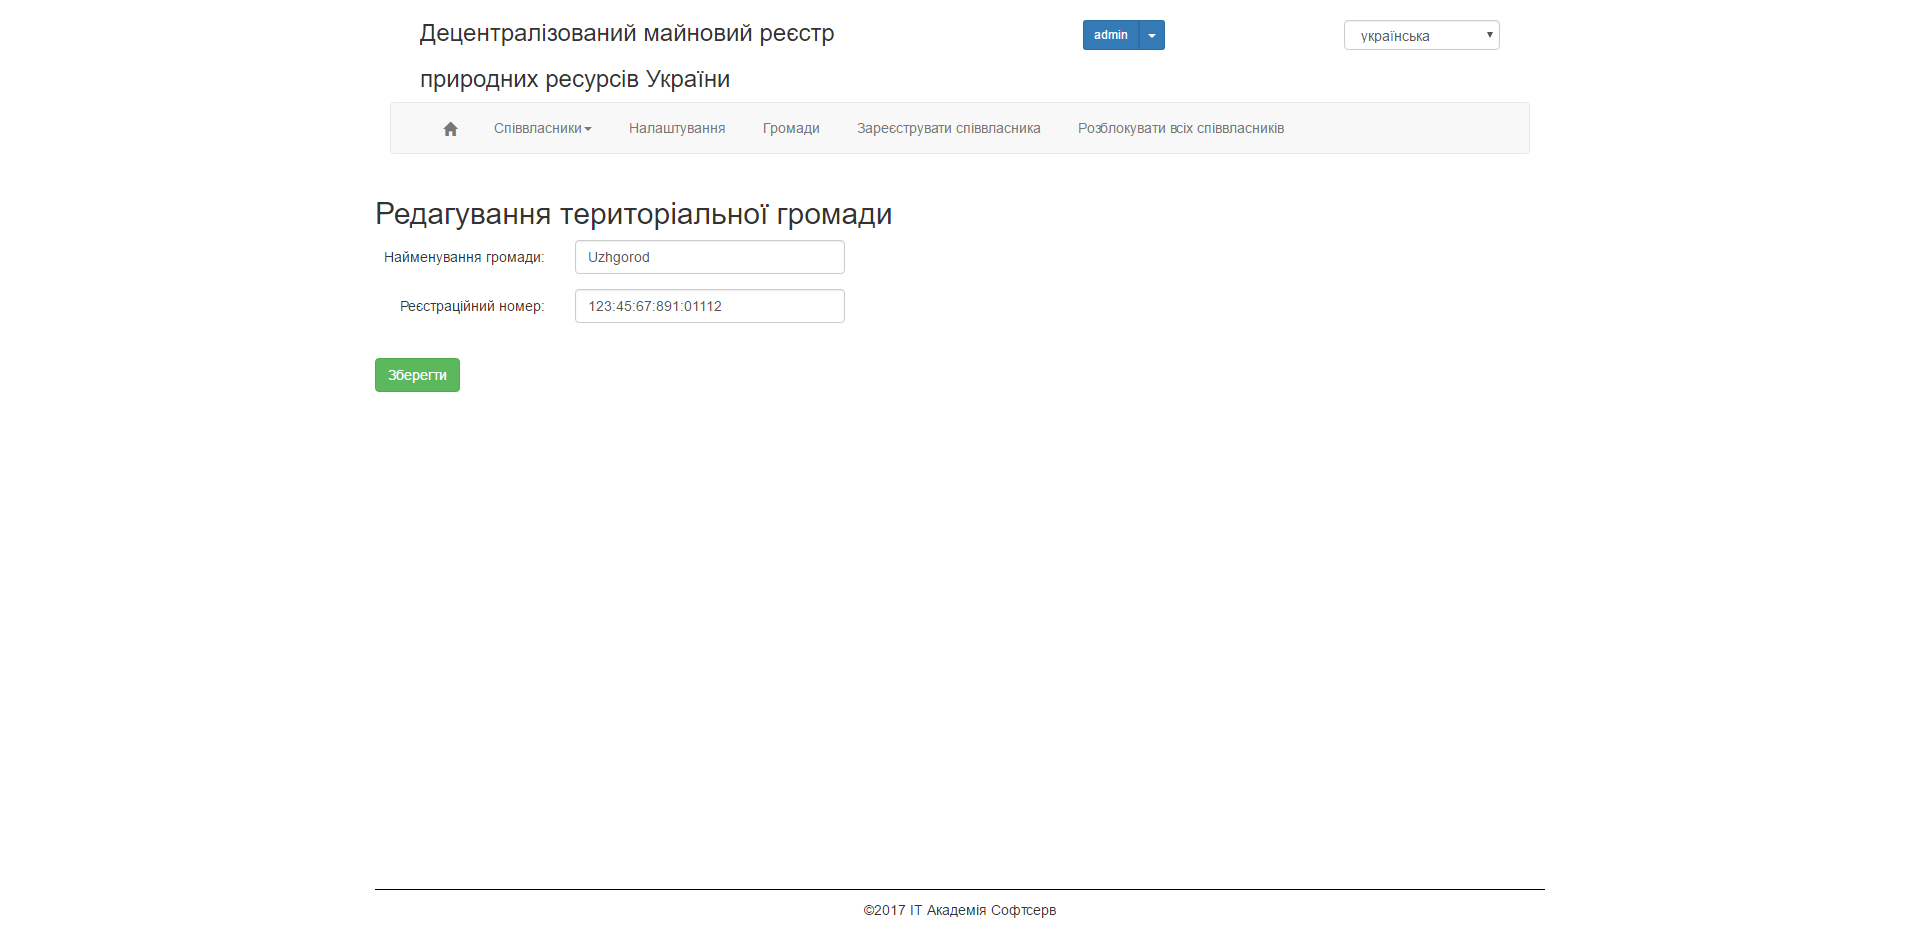 Децентралізований майновий реєстр
природних ресурсів України
admin
українська
Співвласники
Налаштування
Громади
Зареєструвати співвласника
Розблокувати всіх співвласників
Редагування територіальної громади
Найменування громади:
Uzhgorod
Реєстраційний номер:
123:45:67:891:01112
Зберегти
©2017 ІТ Академія Софтсерв